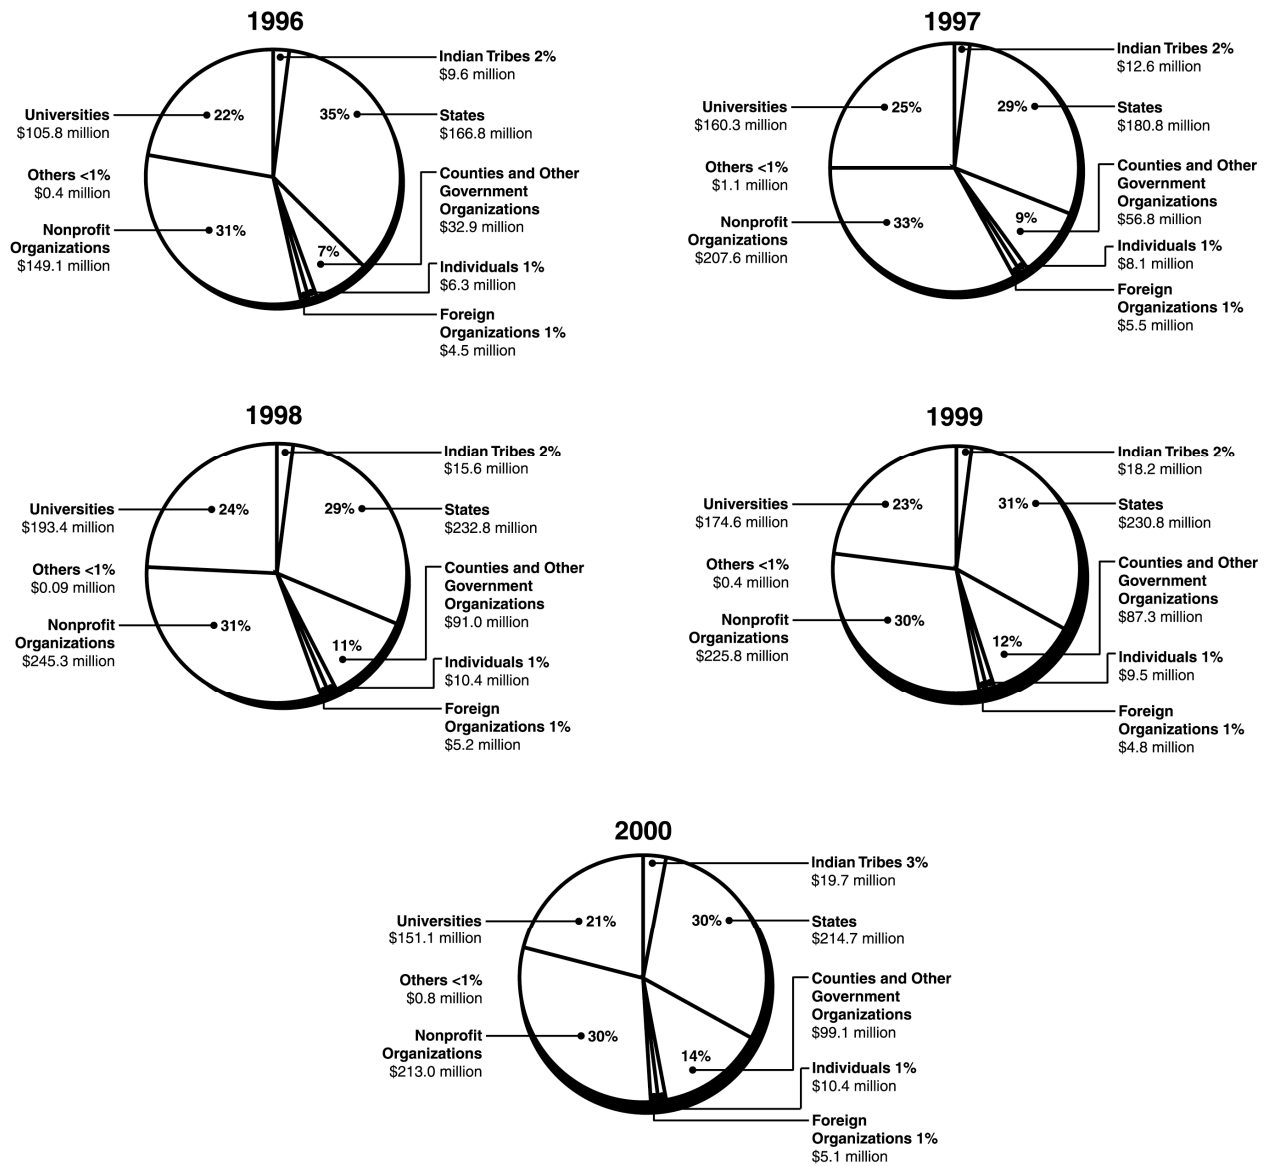 1996
Indian Tribes 2%
$9.6 million
Universities
$105.8 million
22%
35%
States
$166.8 million
Others <1%
$0.4 million
Counties and Other
Government
Organizations
$32.9 million
Nonprofit
Organizations
$149.1 million
31%
7%
Individuals 1%
$6.3 million
Foreign
Organizations 1%
$4.5 million
1997
Indian Tribes 2%
$12.6 million
Universities
$160.3 million
25%
29%
States
$180.8 million
Others <1%
$1.1 million
Counties and Other
Government
Organizations
$56.8 million
Nonprofit
Organizations
$207.6 million
33%
9%
Individuals 1%
$8.1 million
Foreign
Organizations 1%
$5.5 million
1998
Indian Tribes 2%
$15.6 million
Universities
$193.4 million
24%
29%
States
$232.8 million
Others <1%
$0.09 million
Counties and Other
Government
Organizations
$91.0 million
Nonprofit
Organizations
$245.3 million
31%
11%
Individuals 1%
$10.4 million
Foreign
Organizations 1%
$5.2 million
1999
Indian Tribes 2%
$18.2 million
Universities
$174.6 million
23%
31%
States
$230.8 million
Others <1%
$0.4 million
Counties and Other
Government
Organizations
$87.3 million
Nonprofit
Organizations
$225.8 million
30%
12%
Individuals 1%
$9.5 million
Foreign
Organizations 1%
$4.8 million
2000
Indian Tribes 3%
$19.7 million
Universities
$151.1 million
21%
30%
States
$214.7 million
Others <1%
$0.8 million
Counties and Other
Government
Organizations
$99.1 million
Nonprofit
Organizations
$213.0 million
30%
14%
Individuals 1%
$10.4 million
Foreign
Organizations 1%
$5.1 million